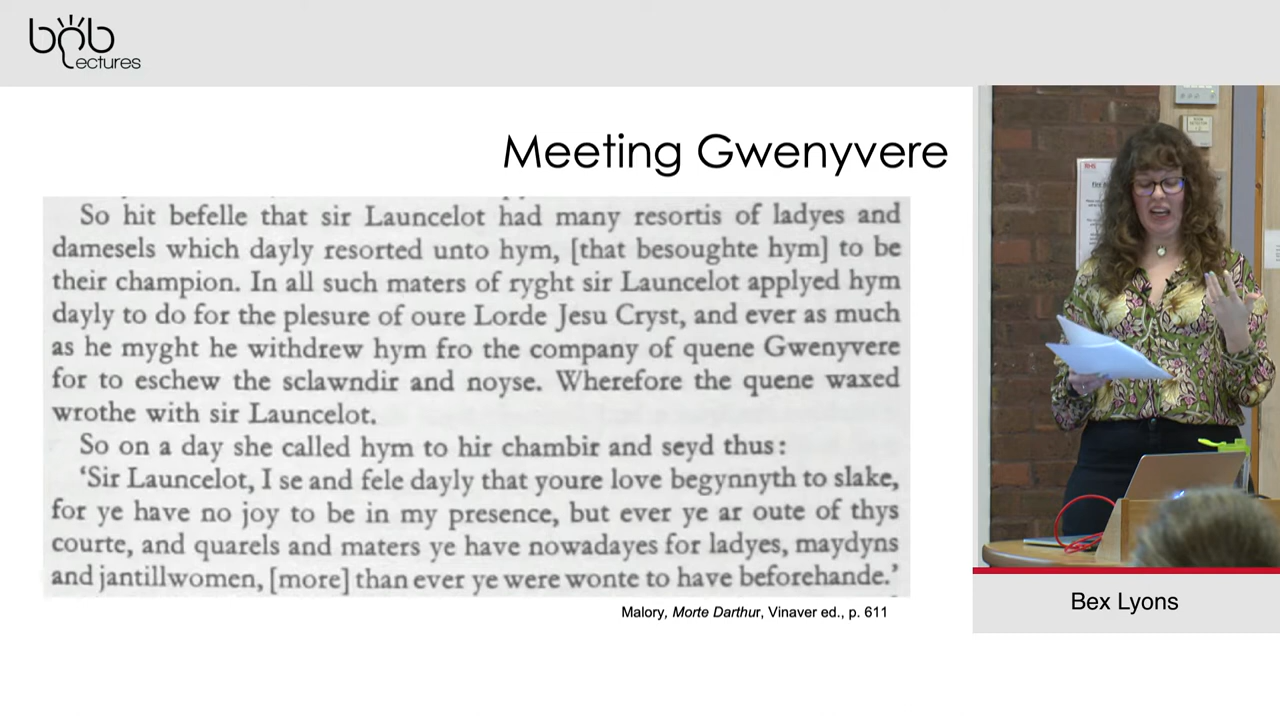 bob
Lectures
Meeting Gwenyvere
So hit befelle that sir Launcelot had many resortis of ladyes and
damesels which dayly resorted unto hym, [that besoughte hym] to be
their champion. In all such maters of ryght sir Launcelot applyed hym
dayly to do for the plesure of oure Lorde Jesu Cryst, and ever as much
as he myght he withdrew hym fro the company of quene Gwenyvere
for to eschew the sclawndir and noyse. Wherefore the quene waxed
wrothe with sir Launcelot.
So on a day she called hym to hir chambir and seyd thus:
‘Sir Launcelot, I se and fele dayly that youre love begynnyth to slake,
for ye have no joy to be in my presence, but ever ye ar oute of thys
courte, and quarels and maters ye have nowadayes for ladyes, maydyns
and jantillwomen, [more] than ever ye were wonte to have beforehande.’
Malory, Morte Darthur, Vinaver ed., p. 611
Bex Lyons